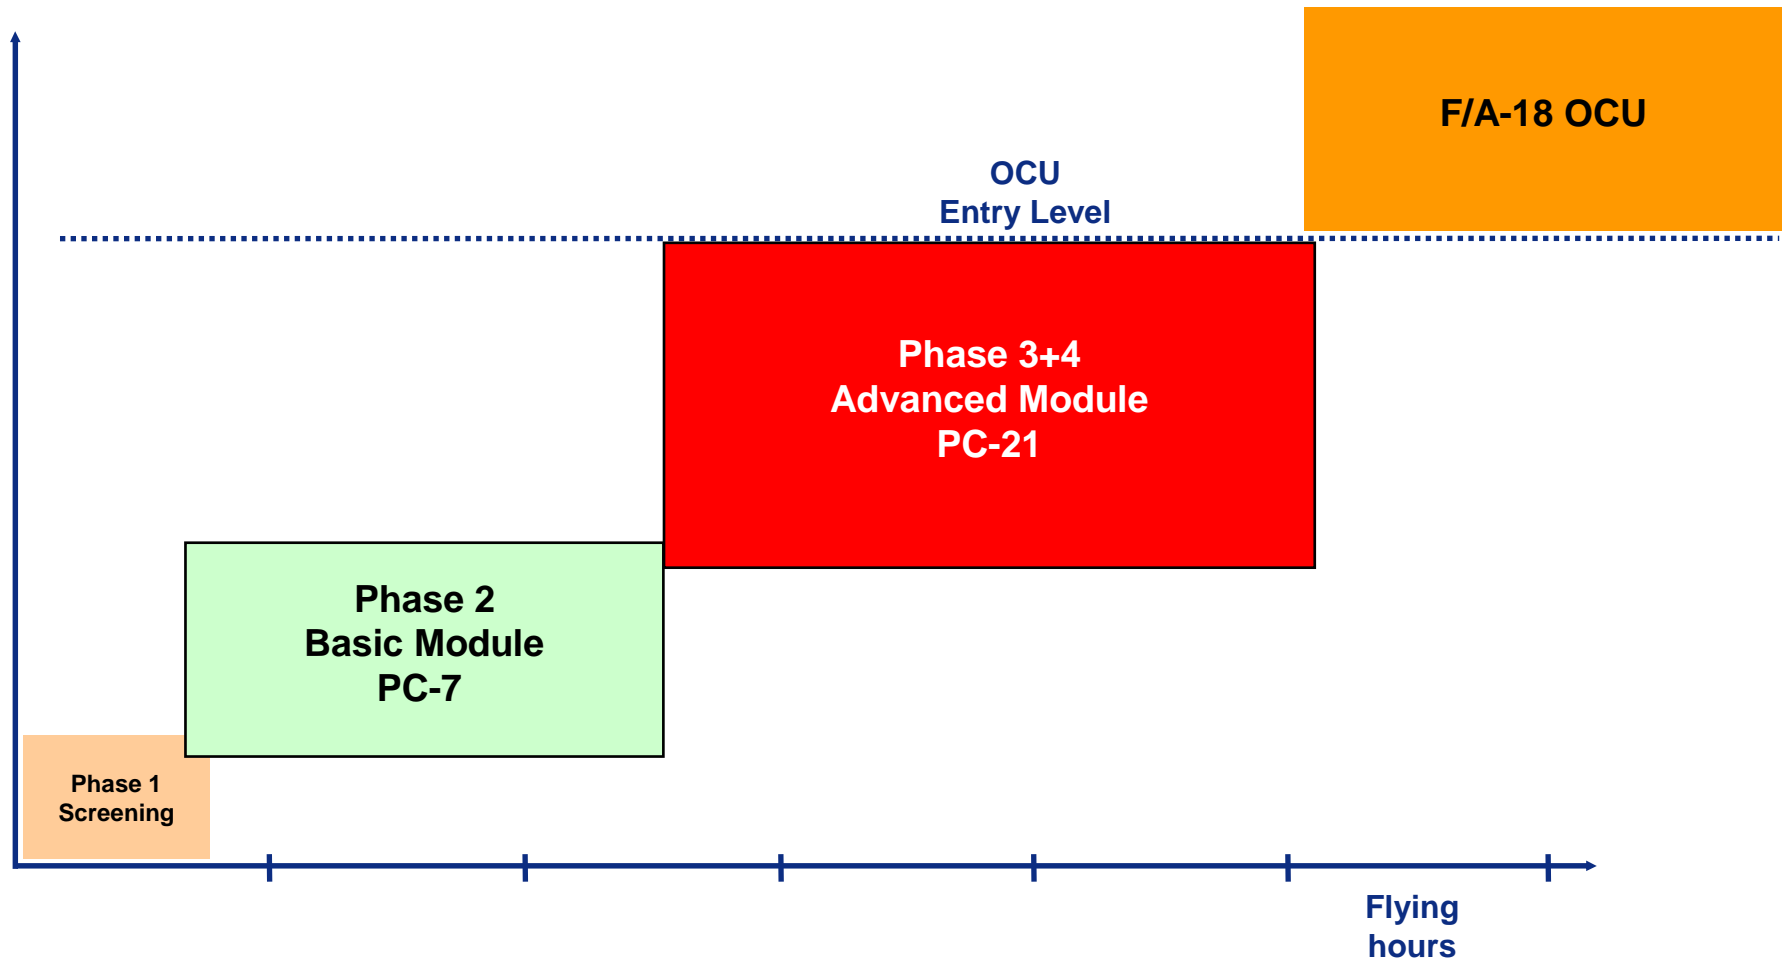 F/A-18 OCU
OCU
Entry Level
Phase 3+4
Advanced Module
PC-21
Phase 2
Basic Module
PC-7
Phase 1
Screening
Flying
hours